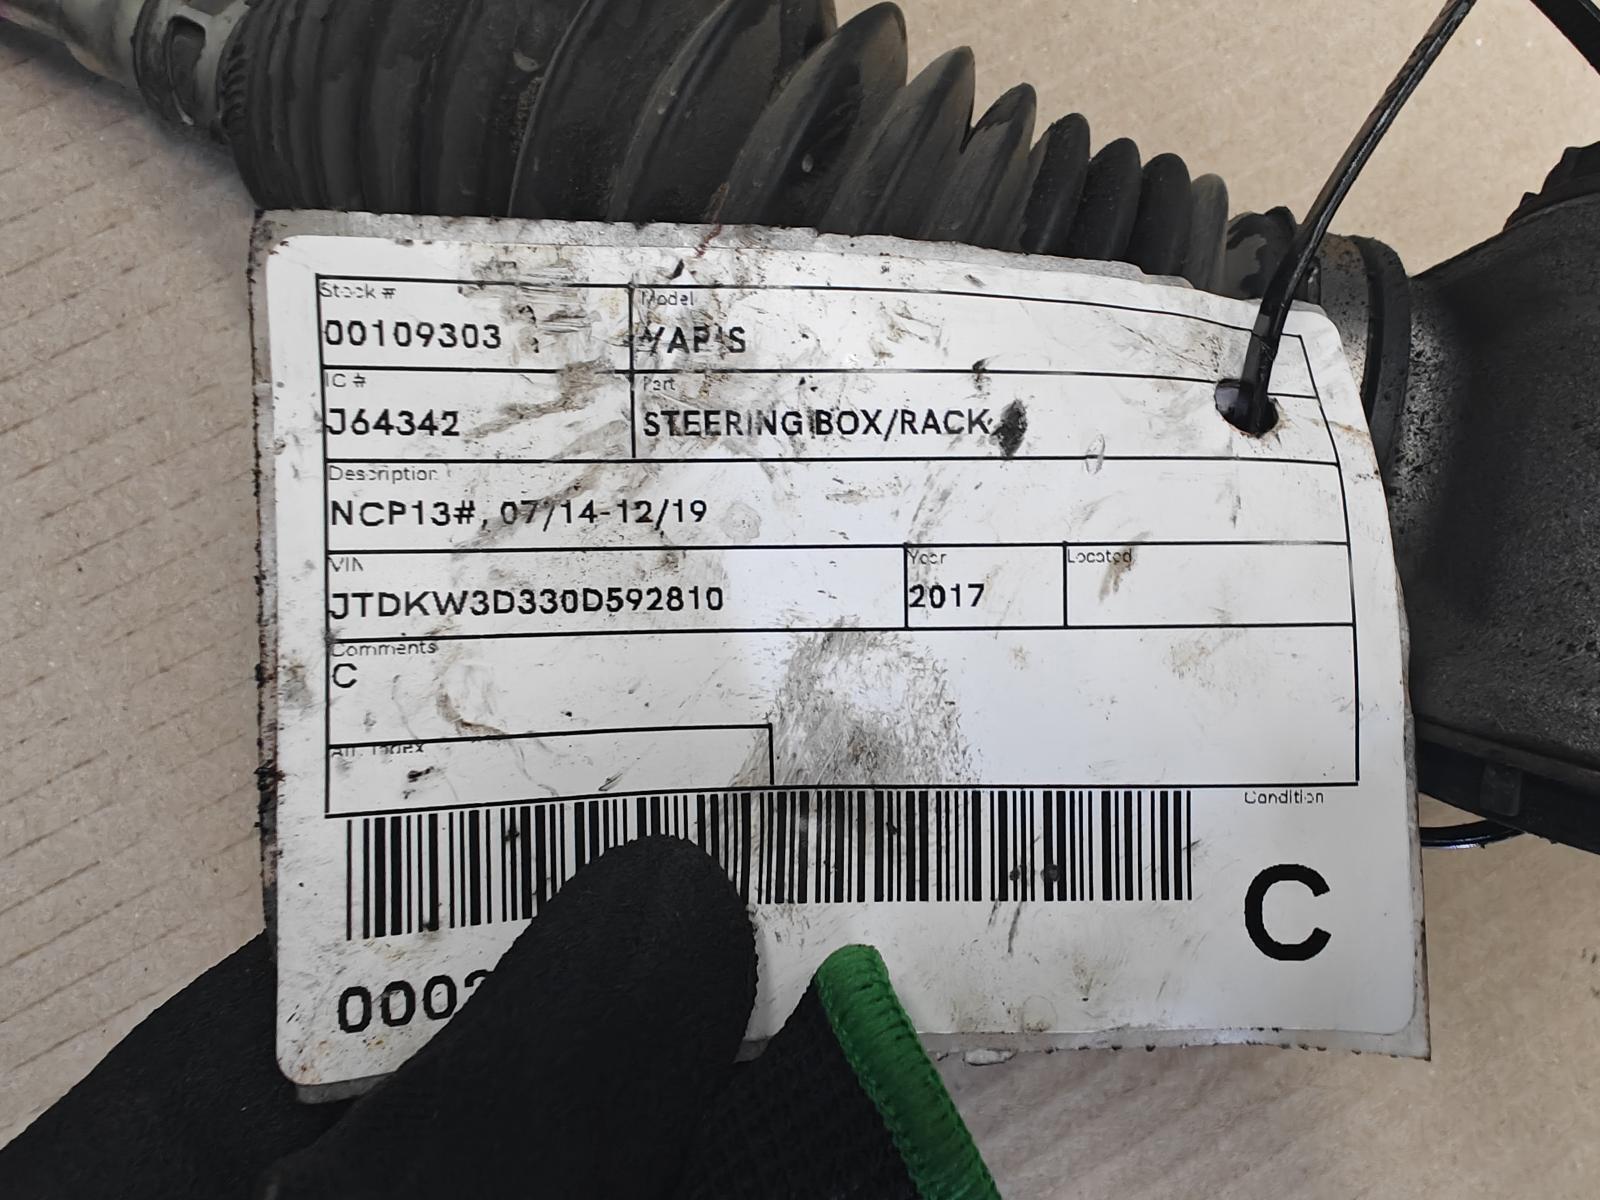 Stock #
00109303
Model
YARIS
IC #
J64342
Part
STEERING BOX/RACK
Description
NCP13#, 07/14-12/19
VIN
JTDKW3D330D592810
Year
2017
Located
Comments
C
Condition
C